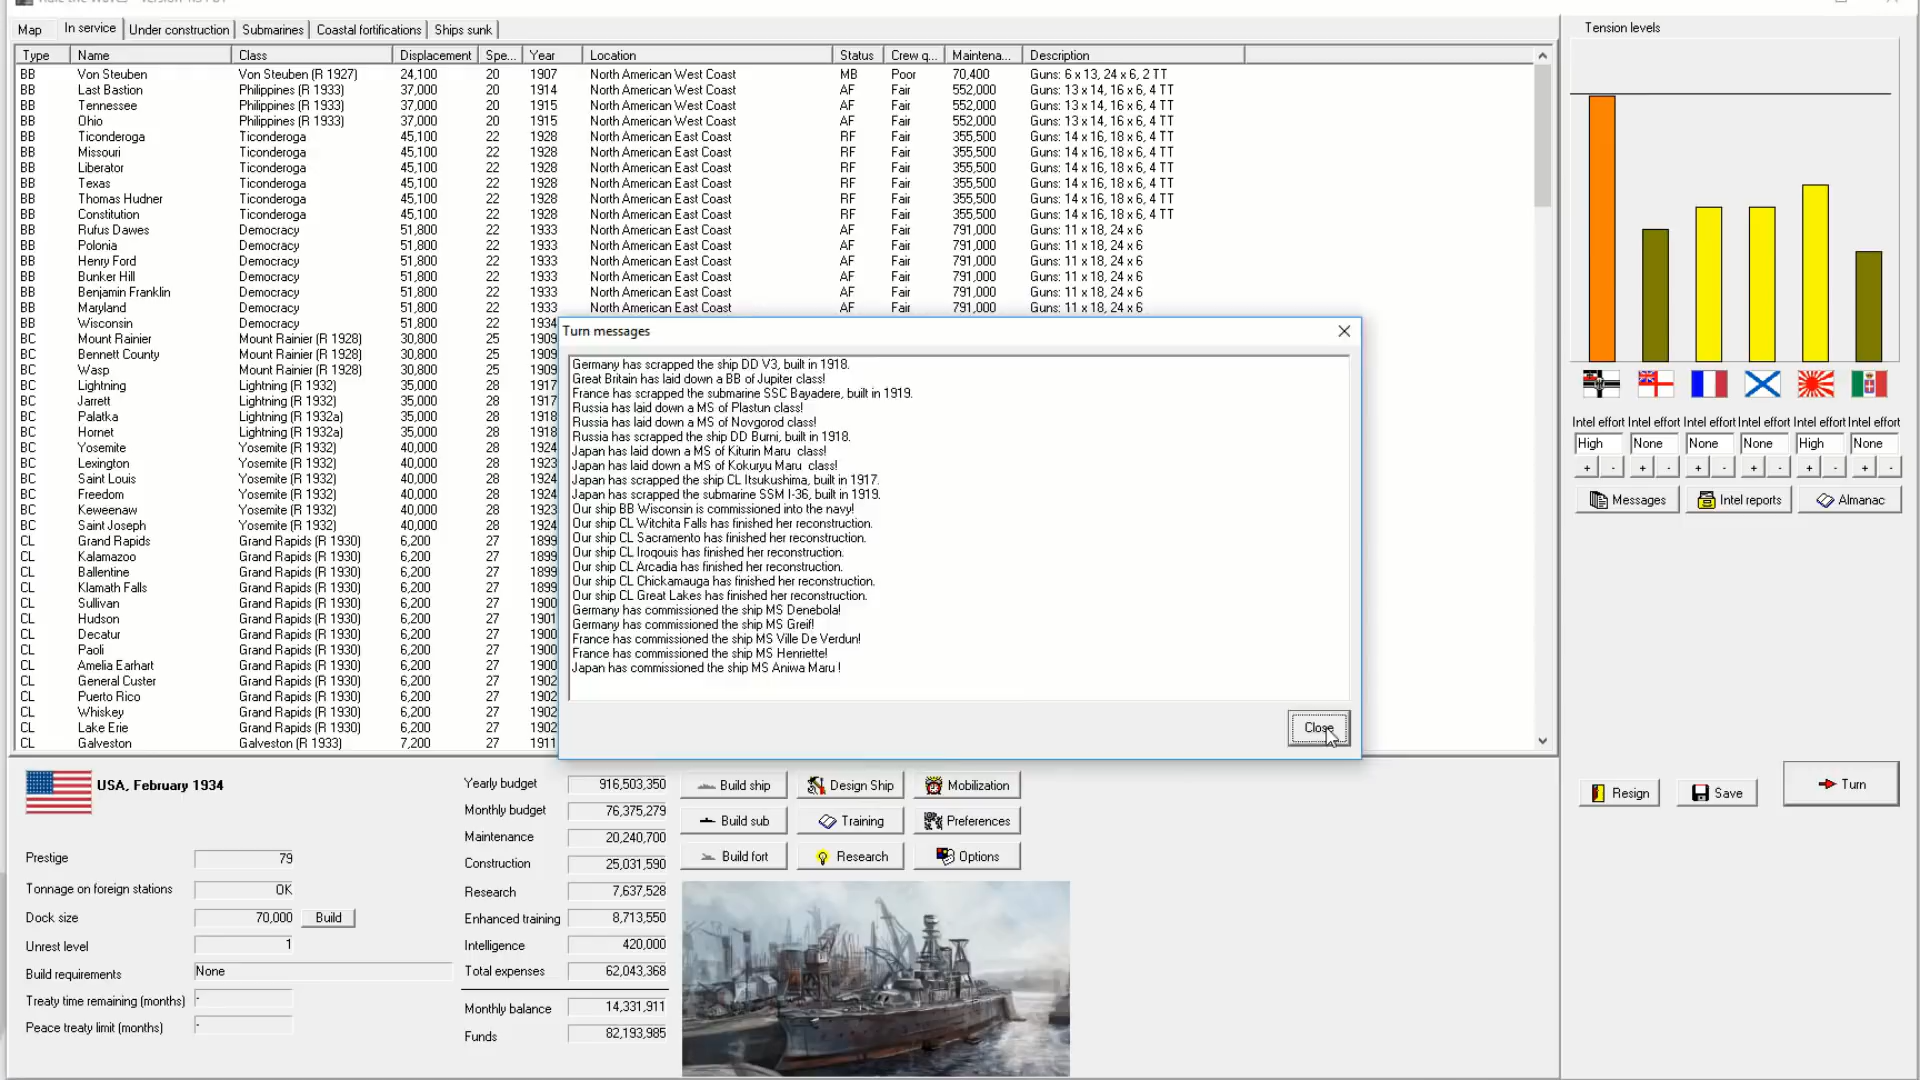 Map In service Under construction Submarines Coastal fortifications Ships sunk
Type Name Class Displacement Spe... Year Location Status Crew q... Maintena... Description
BB Von Steuben Von Steuben (R 1927) 24,100 20 1907 North American West Coast MB Poor 70,400 Guns: 6 x 13, 24 x 6, 2 TT
BB Last Bastion Philippines (R 1933) 37,000 20 1914 North American West Coast AF Fair 552,000 Guns: 13 x 14, 16 x 6, 4 TT
BB Tennessee Philippines (R 1933) 37,000 20 1915 North American West Coast AF Fair 552,000 Guns: 13 x 14, 16 x 6, 4 TT
BB Ohio Philippines (R 1933) 37,000 20 1915 North American West Coast AF Fair 552,000 Guns: 13 x 14, 16 x 6, 4 TT
BB Ticonderoga Ticonderoga 45,100 22 1928 North American East Coast RF Fair 355,500 Guns: 14 x 16, 18 x 6, 4 TT
BB Missouri Ticonderoga 45,100 22 1928 North American East Coast RF Fair 355,500 Guns: 14 x 16, 18 x 6, 4 TT
BB Liberator Ticonderoga 45,100 22 1928 North American East Coast RF Fair 355,500 Guns: 14 x 16, 18 x 6, 4 TT
BB Texas Ticonderoga 45,100 22 1928 North American East Coast RF Fair 355,500 Guns: 14 x 16, 18 x 6, 4 TT
BB Thomas Hudner Ticonderoga 45,100 22 1928 North American East Coast RF Fair 355,500 Guns: 14 x 16, 18 x 6, 4 TT
BB Constitution Ticonderoga 45,100 22 1928 North American East Coast RF Fair 355,500 Guns: 14 x 16, 18 x 6, 4 TT
BB Rufus Dawes Democracy 51,800 22 1933 North American East Coast AF Fair 791,000 Guns: 11 x 18, 24 x 6
BB Polonia Democracy 51,800 22 1933 North American East Coast AF Fair 791,000 Guns: 11 x 18, 24 x 6
BB Henry Ford Democracy 51,800 22 1933 North American East Coast AF Fair 791,000 Guns: 11 x 18, 24 x 6
BB Bunker Hill Democracy 51,800 22 1933 North American East Coast AF Fair 791,000 Guns: 11 x 18, 24 x 6
BB Benjamin Franklin Democracy 51,800 22 1933 North American East Coast AF Fair 791,000 Guns: 11 x 18, 24 x 6
BB Maryland Democracy 51,800 22 1933 North American East Coast AF Fair 791,000 Guns: 11 x 18, 24 x 6
BB Wisconsin Democracy 51,800 22 1934
BC Mount Rainier Mount Rainier (R 1928) 30,800 25 1909
BC Bennett County Mount Rainier (R 1928) 30,800 25 1909
BC Wasp Mount Rainier (R 1928) 30,800 25 1909
BC Lightning Lightning (R 1932) 35,000 28 1917
BC Jarrett Lightning (R 1932) 35,000 28 1917
BC Palatka Lightning (R 1932a) 35,000 28 1918
BC Hornet Lightning (R 1932a) 35,000 28 1918
BC Yosemite Yosemite (R 1932) 40,000 28 1924
BC Lexington Yosemite (R 1932) 40,000 28 1923
BC Saint Louis Yosemite (R 1932) 40,000 28 1924
BC Freedom Yosemite (R 1932) 40,000 28 1924
BC Keweenaw Yosemite (R 1932) 40,000 28 1923
BC Saint Joseph Yosemite (R 1932) 40,000 28 1924
CL Grand Rapids Grand Rapids (R 1930) 6,200 27 1899
CL Kalamazoo Grand Rapids (R 1930) 6,200 27 1899
CL Ballentine Grand Rapids (R 1930) 6,200 27 1899
CL Klamath Falls Grand Rapids (R 1930) 6,200 27 1899
CL Sullivan Grand Rapids (R 1930) 6,200 27 1900
CL Hudson Grand Rapids (R 1930) 6,200 27 1901
CL Decatur Grand Rapids (R 1930) 6,200 27 1900
CL Paoli Grand Rapids (R 1930) 6,200 27 1900
CL Amelia Earhart Grand Rapids (R 1930) 6,200 27 1900
CL General Custer Grand Rapids (R 1930) 6,200 27 1902
CL Puerto Rico Grand Rapids (R 1930) 6,200 27 1902
CL Whiskey Grand Rapids (R 1930) 6,200 27 1902
CL Lake Erie Grand Rapids (R 1930) 6,200 27 1902
CL Galveston Galveston (R 1933) 7,200 27 1911
Turn messages
Germany has scrapped the ship DD V3, built in 1918.
Great Britain has laid down a BB of Jupiter class!
France has scrapped the submarine SSC Bayadere, built in 1919.
Russia has laid down a MS of Plastun class!
Russia has laid down a MS of Novgorod class!
Russia has scrapped the ship DD Burni, built in 1918.
Japan has laid down a MS of Kiturin Maru class!
Japan has laid down a MS of Kokuryu Maru class!
Japan has scrapped the ship CL Itsukushima, built in 1917.
Japan has scrapped the submarine SSM I-36, built in 1919.
Our ship BB Wisconsin is commissioned into the navy!
Our ship CL Witchita Falls has finished her reconstruction.
Our ship CL Sacramento has finished her reconstruction.
Our ship CL Iroqouis has finished her reconstruction.
Our ship CL Arcadia has finished her reconstruction.
Our ship CL Chickamauga has finished her reconstruction.
Our ship CL Great Lakes has finished her reconstruction.
Germany has commissioned the ship MS Denebola!
Germany has commissioned the ship MS Greif!
France has commissioned the ship MS Ville De Verdun!
France has commissioned the ship MS Henriette!
Japan has commissioned the ship MS Aniwa Maru !
Close
Tension levels
Intel effort Intel effort Intel effort Intel effort Intel effort Intel effort
High None None None High None
+ - + - + - + - + - + -
Messages Intel reports Almanac
Resign Save Turn
USA, February 1934
Prestige 79
Tonnage on foreign stations OK
Dock size 70,000 Build
Unrest level 1
Build requirements None
Treaty time remaining (months) -
Peace treaty limit (months) -
Yearly budget 916,503,350
Monthly budget 76,375,279
Maintenance 20,240,700
Construction 25,031,590
Research 7,637,528
Enhanced training 8,713,550
Intelligence 420,000
Total expenses 62,043,368
Monthly balance 14,331,911
Funds 82,193,985
Build ship Design Ship Mobilization
Build sub Training Preferences
Build fort Research Options